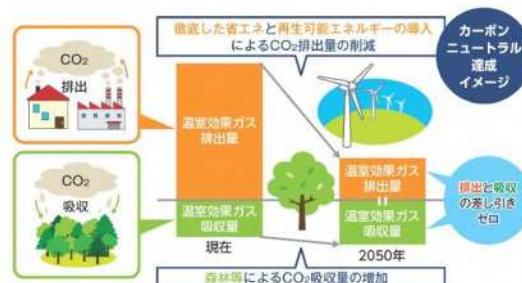 徹底した省エネと再生可能エネルギーの導入
によるCO2排出量の削減
カーボン
ニュートラル
達成
イメージ
CO2
排出
温室効果ガス
排出量
CO2
吸収
温室効果ガス
吸収量
現在
温室効果ガス
排出量
温室効果ガス
吸収量
2050年
排出と吸収
の差し引き
ゼロ
森林等によるCO2吸収量の増加